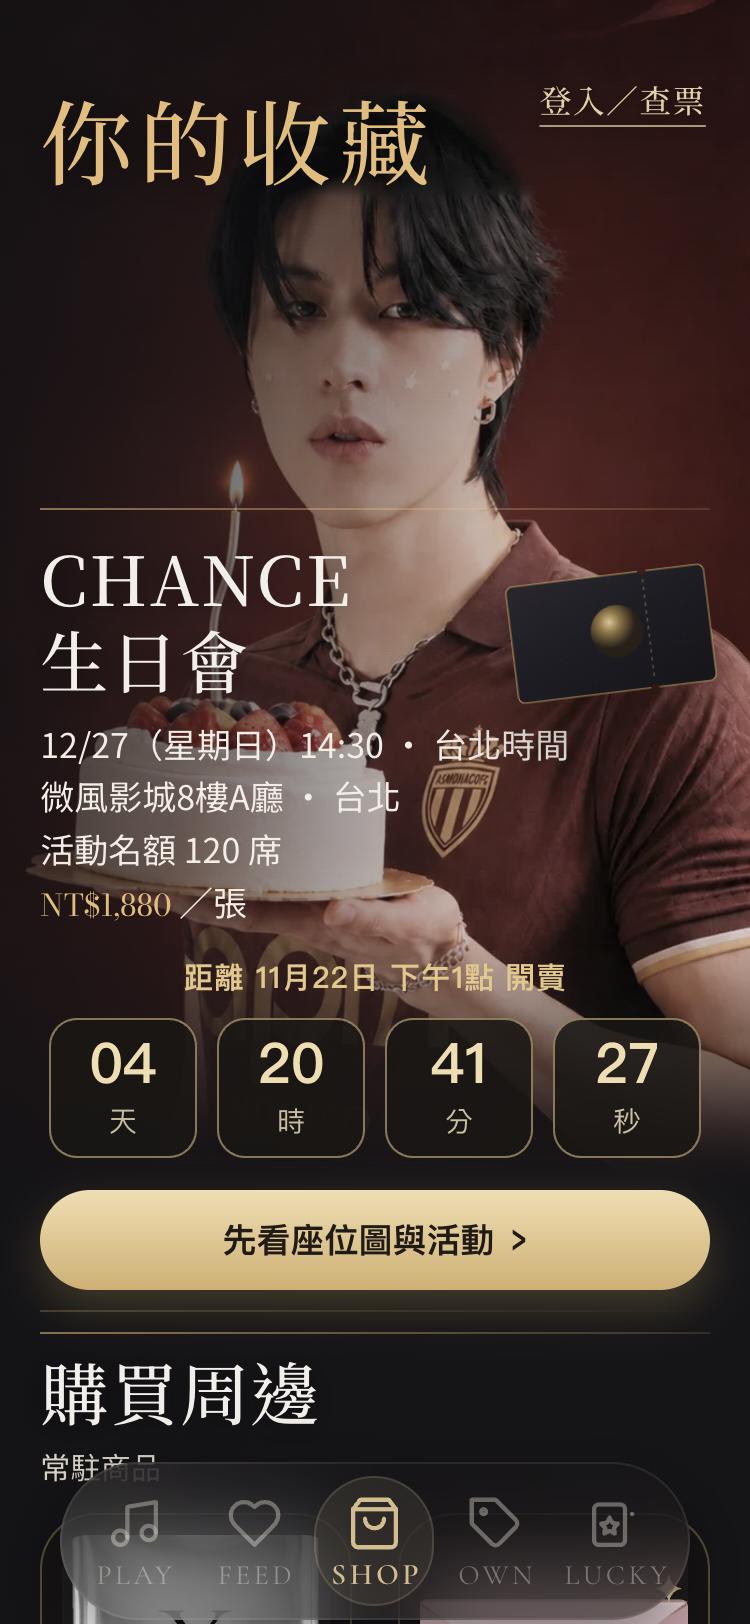 你的收藏
登入／查票
CHANCE
生日會
12/27（星期日）14:30 · 台北時間
微風影城8樓A廳 · 台北
ASMONACOFC
活動名額 120 席
NT$1,880 ／張
距離 11月22日 下午1點 開賣
04 20 41 27
天 時 分 秒
先看座位圖與活動 >
購買周邊
常駐商品
PLAY FEED SHOP OWN LUCKY